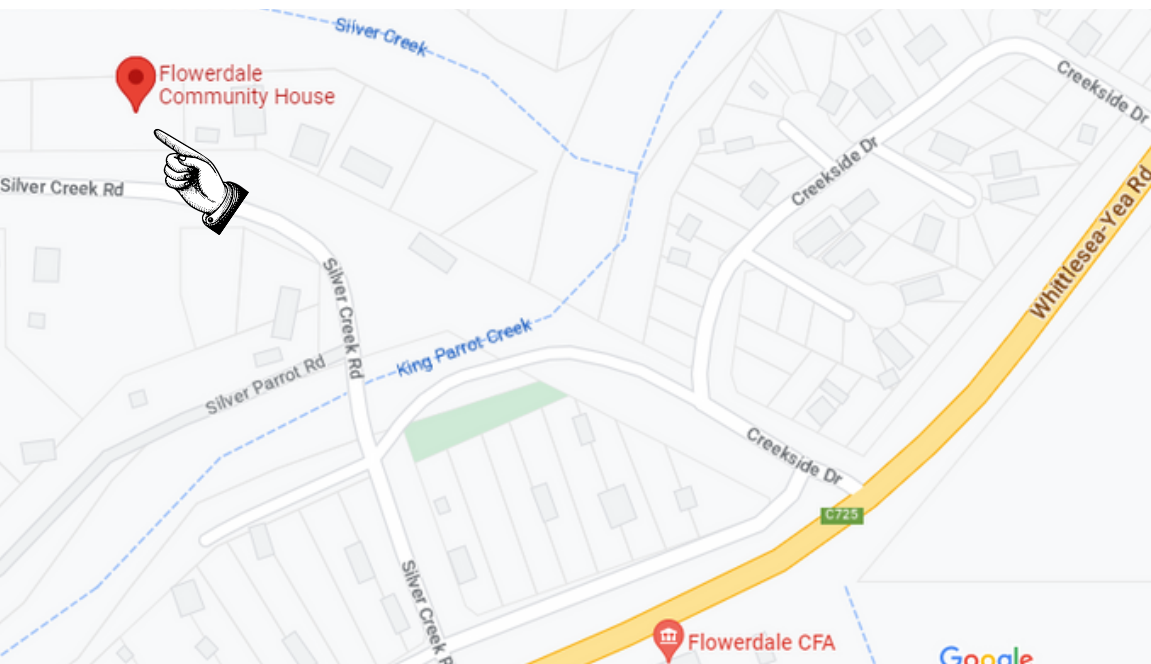 Silver Creek
Flowerdale
Community House
Creekside Dr
Creekside Dr
Silver Creek Rd
Whittlesea-Yea Rd
Silver Creek Rd
King Parrot Creek
Silver Parrot Rd
Creekside Dr
C725
Silver Creek R
Flowerdale CFA
Google